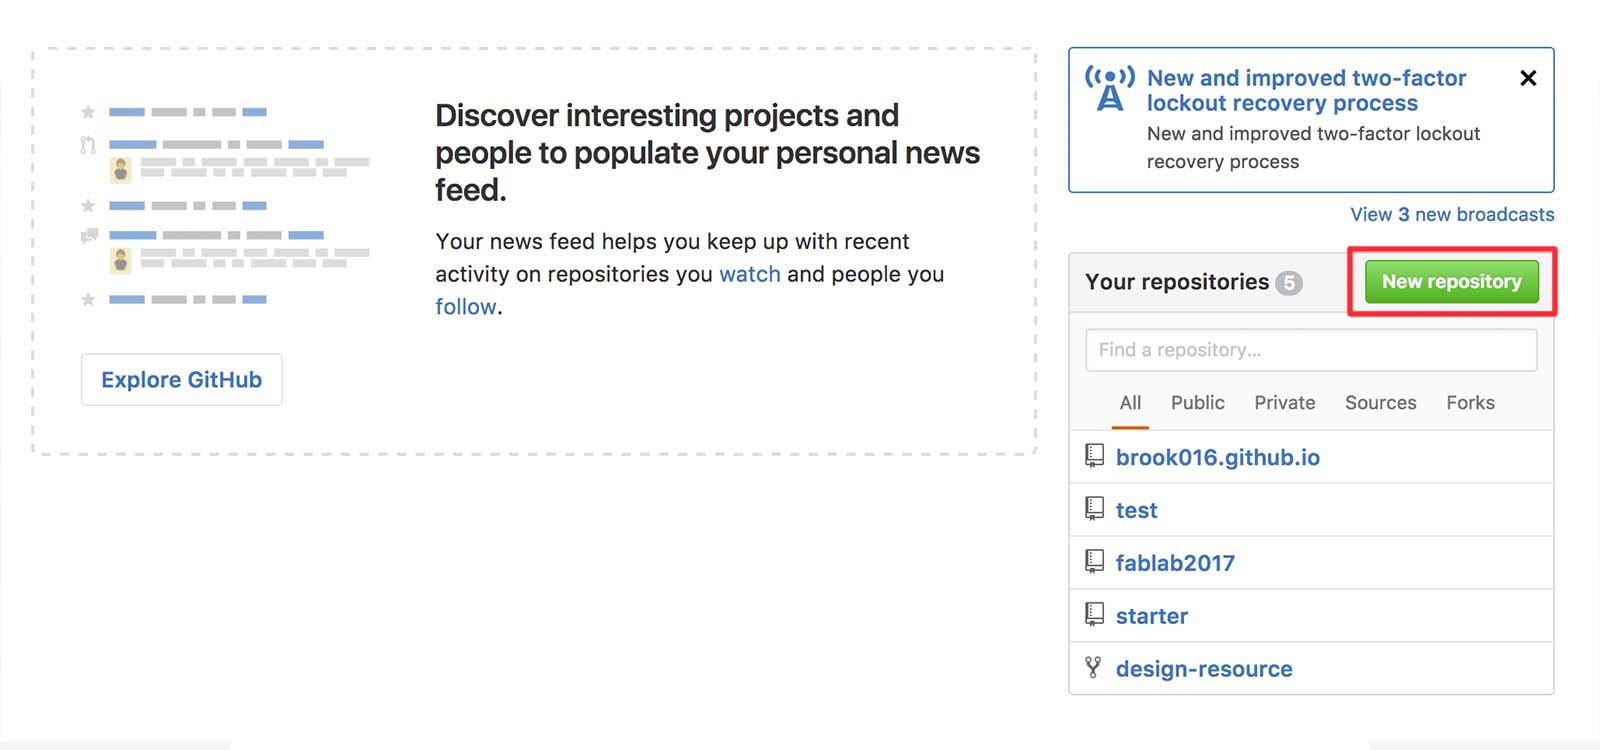 Discover interesting projects and
people to populate your personal news
feed.
Your news feed helps you keep up with recent
activity on repositories you watch and people you
follow.
Explore GitHub
New and improved two-factor
lockout recovery process
New and improved two-factor lockout
recovery process
View 3 new broadcasts
Your repositories 5
New repository
Find a repository...
All Public Private Sources Forks
brook016.github.io
test
fablab2017
starter
design-resource